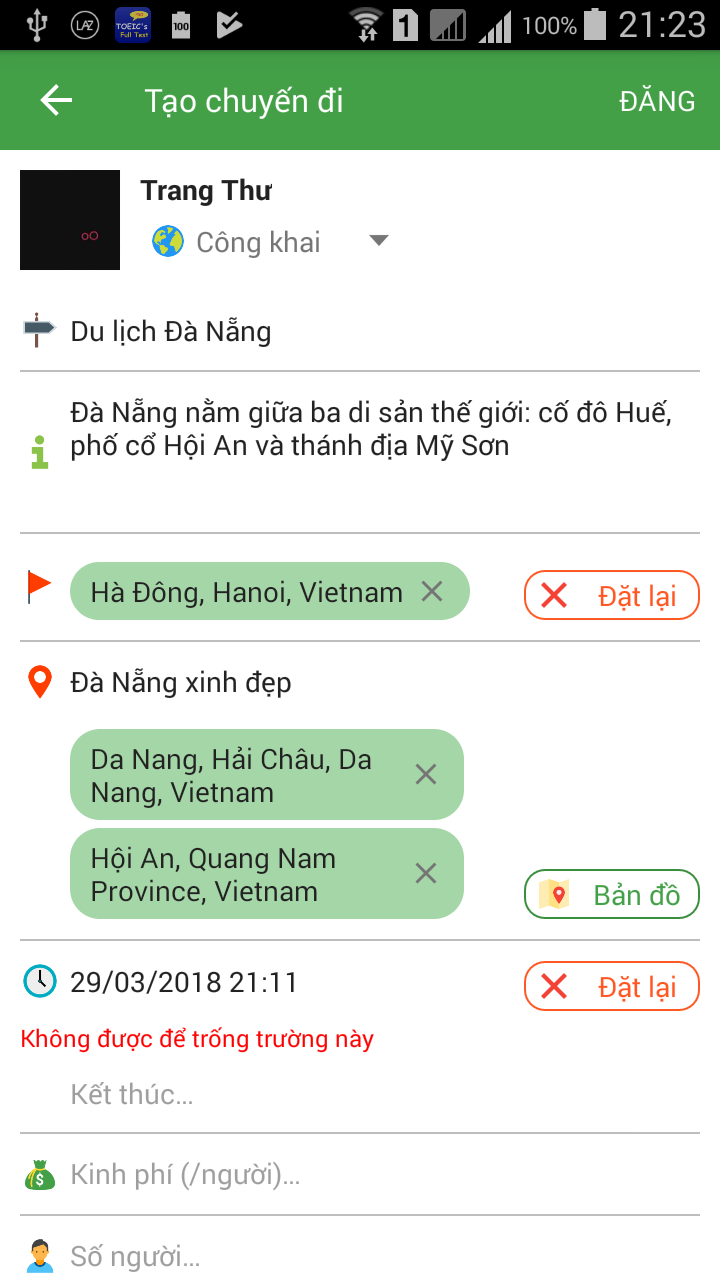 LAZ
TOEIC's
Full Test
100
1
100%
21:23
Tạo chuyến đi
ĐĂNG
Trang Thư
Công khai
Du lịch Đà Nẵng
Đà Nẵng nằm giữa ba di sản thế giới: cố đô Huế,
phố cổ Hội An và thánh địa Mỹ Sơn
Hà Đông, Hanoi, Vietnam
Đặt lại
Đà Nẵng xinh đẹp
Da Nang, Hải Châu, Da
Nang, Vietnam
Hội An, Quang Nam
Province, Vietnam
Bản đồ
29/03/2018 21:11
Đặt lại
Không được để trống trường này
Kết thúc...
Kinh phí (/người)...
Số người...